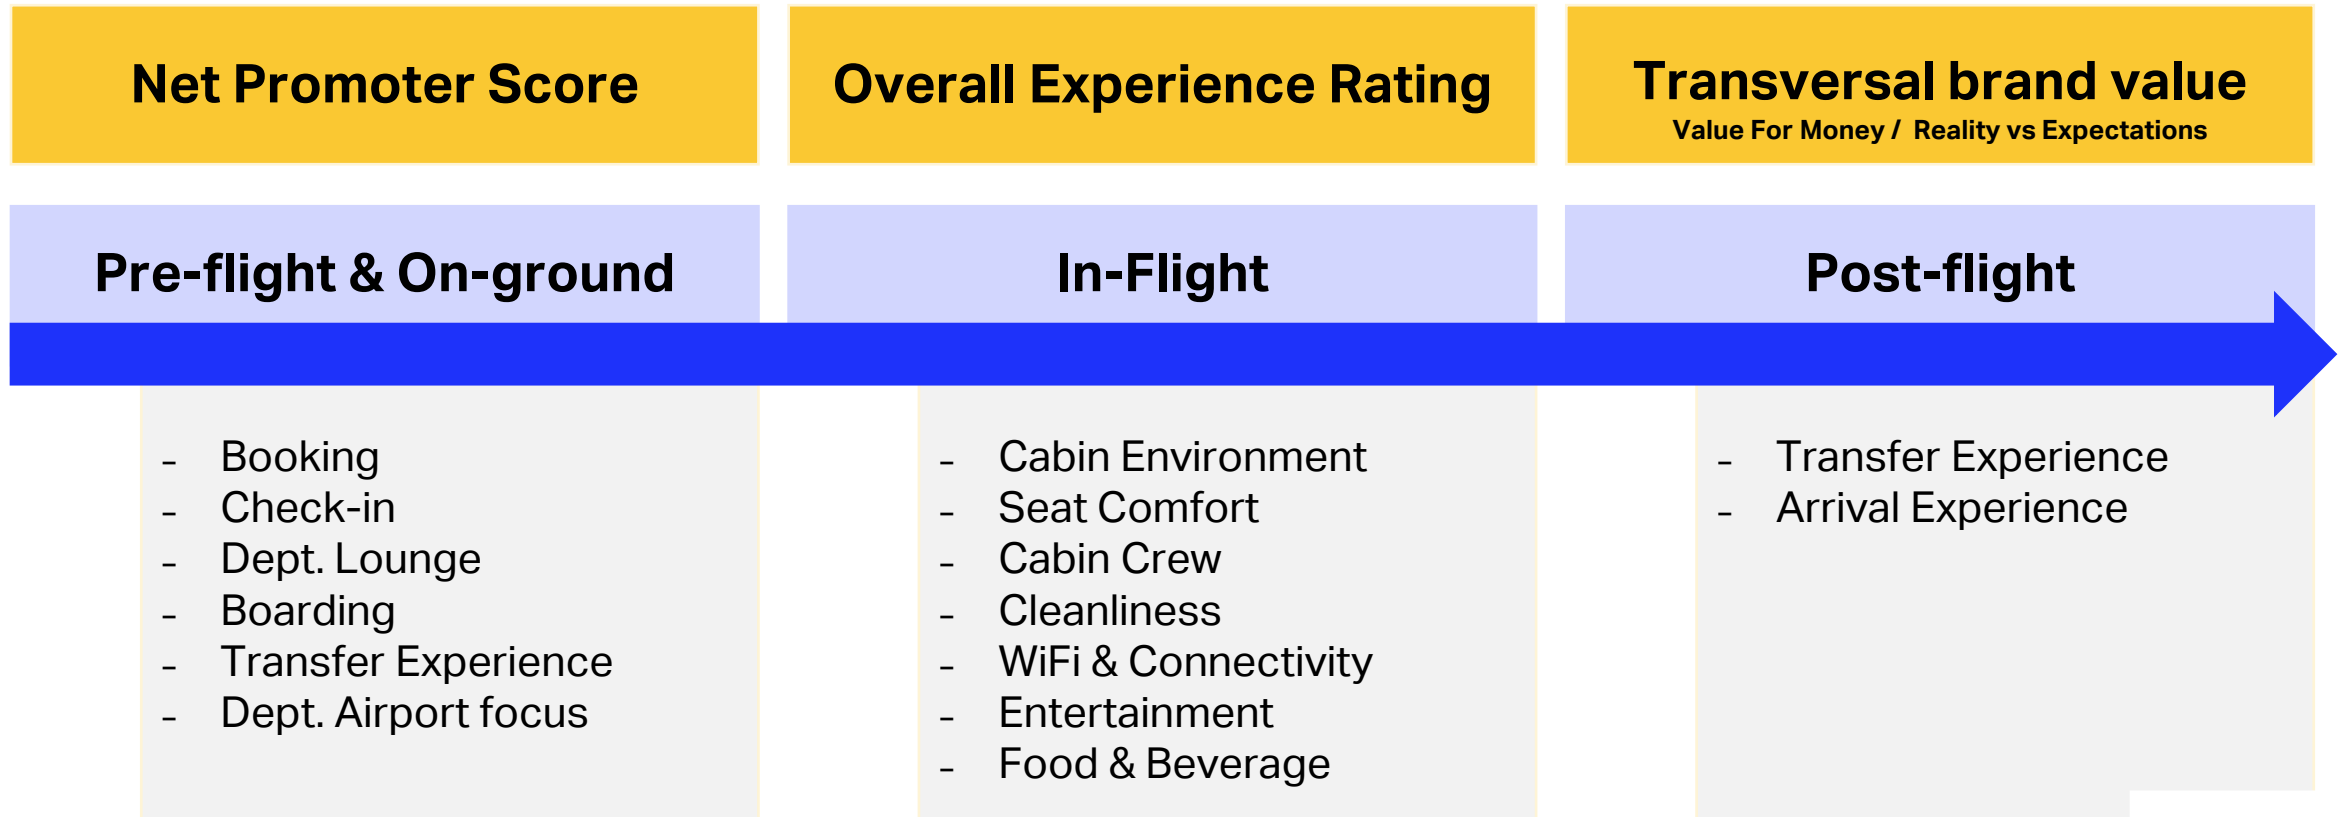 Net Promoter Score
Overall Experience Rating
Transversal brand value
Value For Money / Reality vs Expectations
Pre-flight & On-ground
In-Flight
Post-flight
- Booking
- Check-in
- Dept. Lounge
- Boarding
- Transfer Experience
- Dept. Airport focus
- Cabin Environment
- Seat Comfort
- Cabin Crew
- Cleanliness
- WiFi & Connectivity
- Entertainment
- Food & Beverage
- Transfer Experience
- Arrival Experience